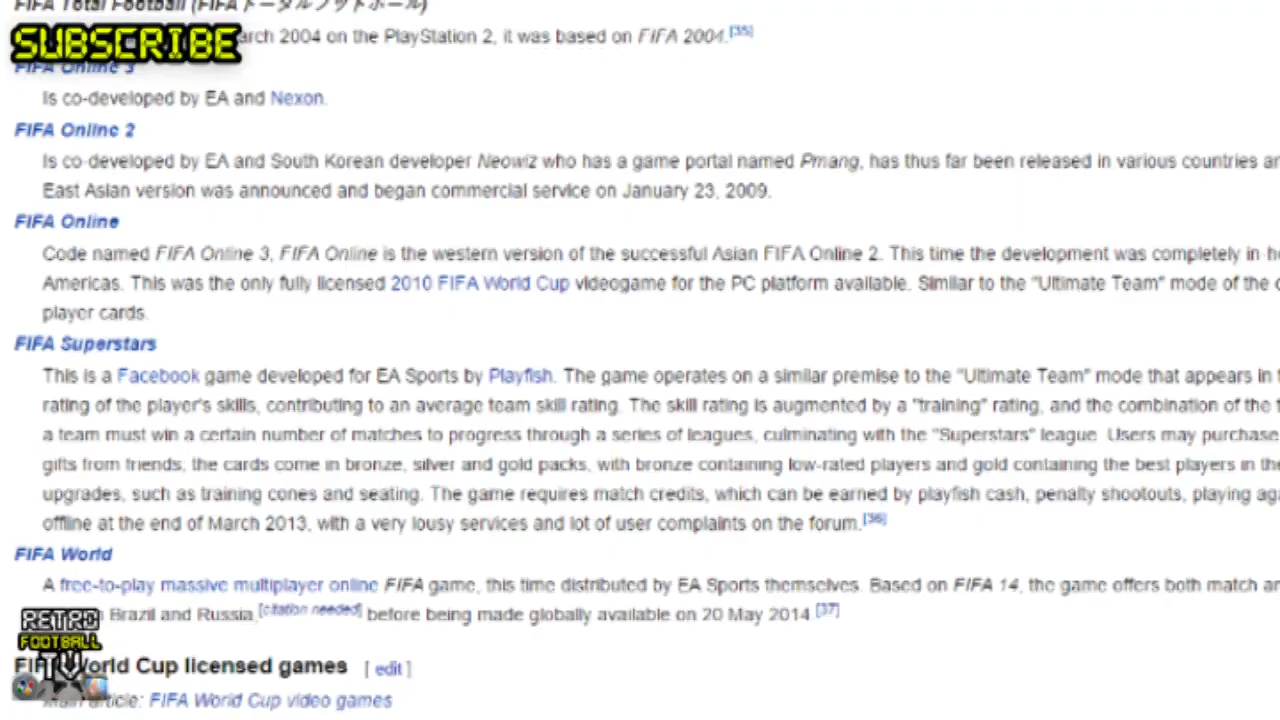 FIFA Total Football (FIFA トータルフットボール)
SUBSCRIBE
arch 2004 on the PlayStation 2, it was based on FIFA 2004.[35]
FIFA Online 3
Is co-developed by EA and Nexon.
FIFA Online 2
Is co-developed by EA and South Korean developer Neowiz who has a game portal named Pmang, has thus far been released in various countries ar
East Asian version was announced and began commercial service on January 23, 2009.
FIFA Online
Code named FIFA Online 3, FIFA Online is the western version of the successful Asian FIFA Online 2. This time the development was completely in-ho
Americas. This was the only fully licensed 2010 FIFA World Cup videogame for the PC platform available. Similar to the "Ultimate Team" mode of the c
player cards.
FIFA Superstars
This is a Facebook game developed for EA Sports by Playfish. The game operates on a similar premise to the "Ultimate Team" mode that appears in t
rating of the player's skills, contributing to an average team skill rating. The skill rating is augmented by a "training" rating, and the combination of the t
a team must win a certain number of matches to progress through a series of leagues, culminating with the "Superstars" league. Users may purchase
gifts from friends; the cards come in bronze, silver and gold packs, with bronze containing low-rated players and gold containing the best players in the
upgrades, such as training cones and seating. The game requires match credits, which can be earned by playfish cash, penalty shootouts, playing aga
offline at the end of March 2013, with a very lousy services and lot of user complaints on the forum.[36]
FIFA World
A free-to-play massive multiplayer online FIFA game, this time distributed by EA Sports themselves. Based on FIFA 14, the game offers both match an
Brazil and Russia,[citation needed] before being made globally available on 20 May 2014.[37]
RETRO
FOOTBALL
TV
FIFA World Cup licensed games [ edit ]
Main article: FIFA World Cup video games